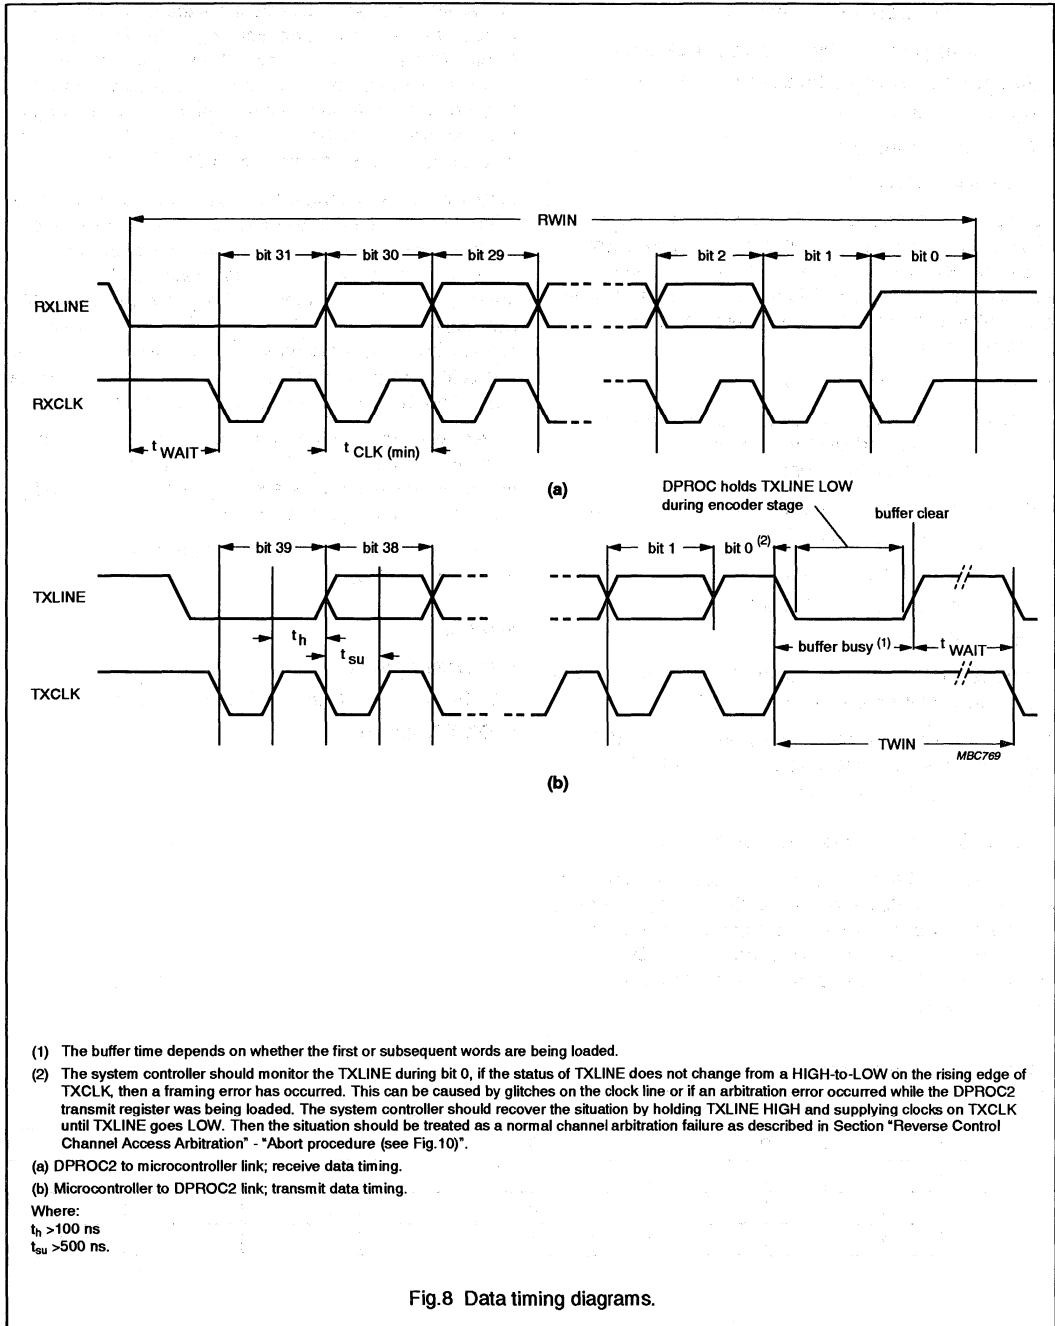 RWIN
bit 31 bit 30 bit 29 bit 2 bit 1 bit 0
RXLINE
RXCLK
t WAIT t CLK (min)
(a)
DPROC holds TXLINE LOW
during encoder stage
buffer clear
bit 39 bit 38 bit 1 bit 0 (2)
TXLINE
th
tsu
buffer busy (1) t WAIT
TXCLK
TWIN
MBC769
(b)
(1) The buffer time depends on whether the first or subsequent words are being loaded.
(2) The system controller should monitor the TXLINE during bit 0, if the status of TXLINE does not change from a HIGH-to-LOW on the rising edge of
TXCLK, then a framing error has occurred. This can be caused by glitches on the clock line or if an arbitration error occurred while the DPROC2
transmit register was being loaded. The system controller should recover the situation by holding TXLINE HIGH and supplying clocks on TXCLK
until TXLINE goes LOW. Then the situation should be treated as a normal channel arbitration failure as described in Section "Reverse Control
Channel Access Arbitration" - "Abort procedure (see Fig.10)".
(a) DPROC2 to microcontroller link; receive data timing.
(b) Microcontroller to DPROC2 link; transmit data timing.
Where:
th >100 ns
tsu >500 ns.
Fig.8 Data timing diagrams.